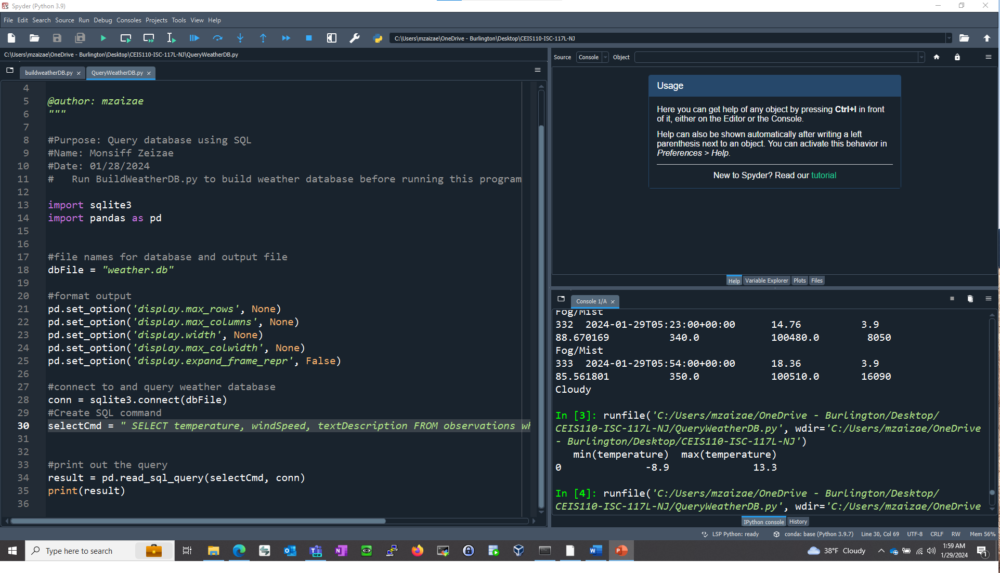 Spyder (Python 3.9)
File Edit Search Source Run Debug Consoles Projects Tools View Help
C:\Users\mzaizae\OneDrive - Burlington\Desktop\CEIS110-ISC-117L-NJ
C:\Users\mzaizae\OneDrive - Burlington\Desktop\CEIS110-ISC-117L-NJ\QueryWeatherDB.py
buildweatherDB.py QueryWeatherDB.py
4
5 @author: mzaizae
6 """
7
8 #Purpose: Query database using SQL
9 #Name: Monsiff Zeizae
10 #Date: 01/28/2024
11 #   Run BuildWeatherDB.py to build weather database before running this program
12
13 import sqlite3
14 import pandas as pd
15
16
17 #file names for database and output file
18 dbFile = "weather.db"
19
20 #format output
21 pd.set_option('display.max_rows', None)
22 pd.set_option('display.max_columns', None)
23 pd.set_option('display.width', None)
24 pd.set_option('display.max_colwidth', None)
25 pd.set_option('display.expand_frame_repr', False)
26
27 #connect to and query weather database
28 conn = sqlite3.connect(dbFile)
29 #Create SQL command
30 selectCmd = " SELECT temperature, windSpeed, textDescription FROM observations wh
31
32
33 #print out the query
34 result = pd.read_sql_query(selectCmd, conn)
35 print(result)
36
Source Console Object
Usage
Here you can get help of any object by pressing Ctrl+I in front
of it, either on the Editor or the Console.
Help can also be shown automatically after writing a left
parenthesis next to an object. You can activate this behavior in
Preferences > Help.
New to Spyder? Read our tutorial
Help Variable Explorer Plots Files
Console 1/A
Fog/Mist
332  2024-01-29T05:23:00+00:00      14.76          3.9
88.670169          340.0            100480.0        8050
Fog/Mist
333  2024-01-29T05:54:00+00:00      18.36          3.9
85.561801          350.0            100510.0       16090
Cloudy
In [3]: runfile('C:/Users/mzaizae/OneDrive - Burlington/Desktop/
CEIS110-ISC-117L-NJ/QueryWeatherDB.py', wdir='C:/Users/mzaizae/OneDrive
- Burlington/Desktop/CEIS110-ISC-117L-NJ')
min(temperature)  max(temperature)
0              -8.9              13.3
In [4]: runfile('C:/Users/mzaizae/OneDrive - Burlington/Desktop/
CEIS110-ISC-117L-NJ/QueryWeatherDB.py', wdir='C:/Users/mzaizae/OneDrive
IPython console History
LSP Python: ready conda: base (Python 3.9.7) Line 30, Col 69 UTF-8 CRLF RW Mem 56%
Type here to search
NEW
38°F Cloudy
1:59 AM
1/29/2024
1